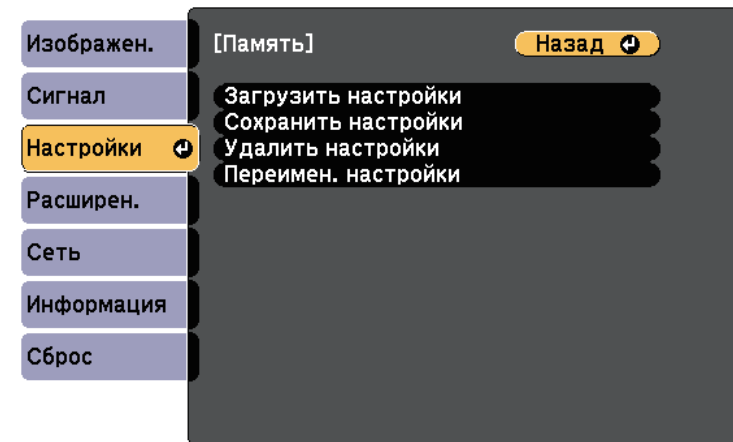 Изображен.
Сигнал
Настройки
Расширен.
Сеть
Информация
Сброс
[Память]
Назад
Загрузить настройки
Сохранить настройки
Удалить настройки
Переимен. настройки